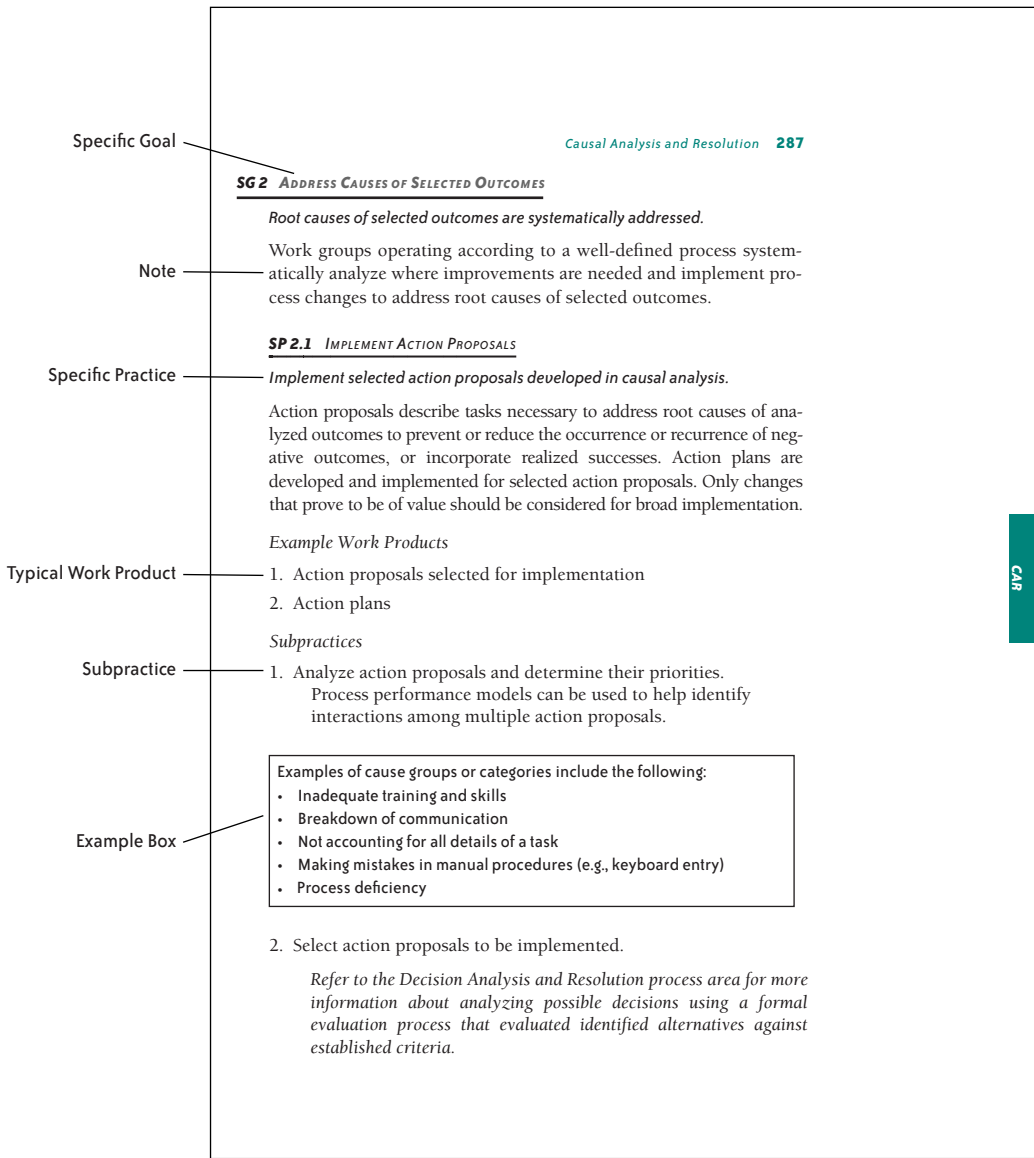 Specific Goal
Causal Analysis and Resolution 287
SG 2 ADDRESS CAUSES OF SELECTED OUTCOMES
Root causes of selected outcomes are systematically addressed.
Work groups operating according to a well-defined process system-
Note
atically analyze where improvements are needed and implement pro-
cess changes to address root causes of selected outcomes.
SP 2.1 IMPLEMENT ACTION PROPOSALS
Specific Practice
Implement selected action proposals developed in causal analysis.
Action proposals describe tasks necessary to address root causes of ana-
lyzed outcomes to prevent or reduce the occurrence or recurrence of neg-
ative outcomes, or incorporate realized successes. Action plans are
developed and implemented for selected action proposals. Only changes
that prove to be of value should be considered for broad implementation.
Example Work Products
Typical Work Product
1. Action proposals selected for implementation
2. Action plans
CAR
Subpractices
Subpractice
1. Analyze action proposals and determine their priorities.
Process performance models can be used to help identify
interactions among multiple action proposals.
Examples of cause groups or categories include the following:
• Inadequate training and skills
• Breakdown of communication
Example Box
• Not accounting for all details of a task
• Making mistakes in manual procedures (e.g., keyboard entry)
• Process deficiency
2. Select action proposals to be implemented.
Refer to the Decision Analysis and Resolution process area for more
information about analyzing possible decisions using a formal
evaluation process that evaluated identified alternatives against
established criteria.